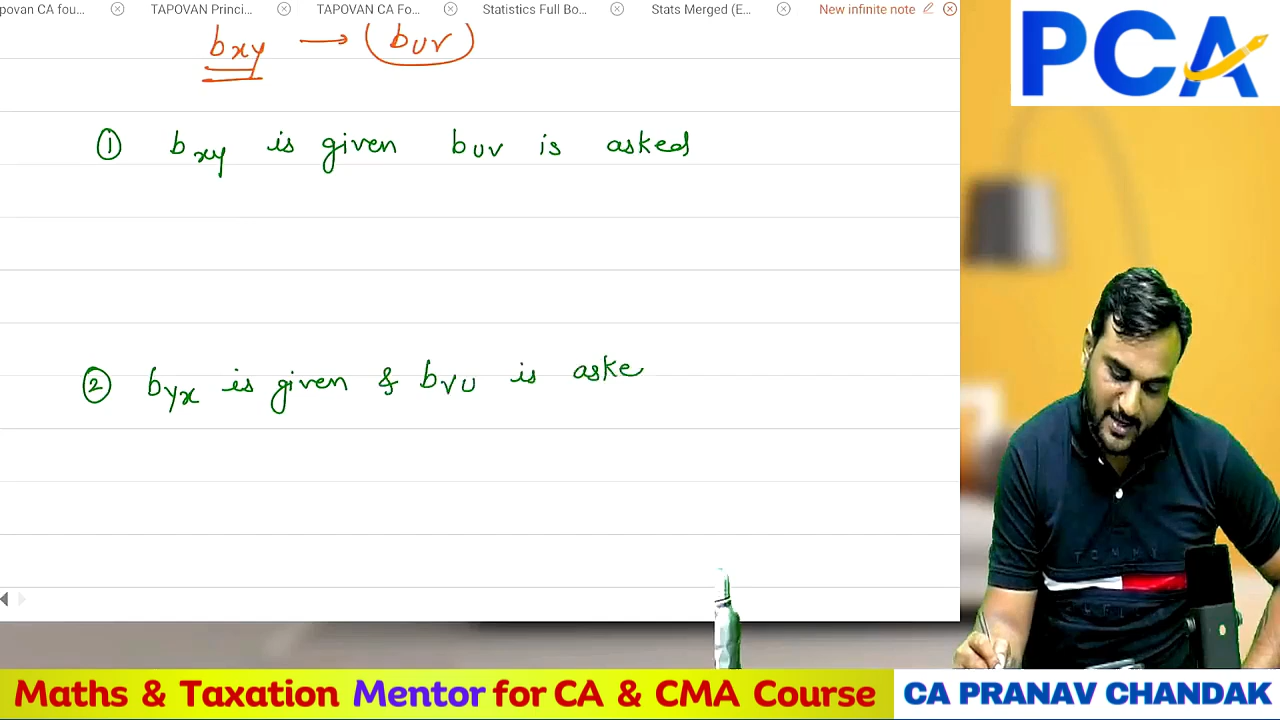 povan CA fou... TAPOVAN Princi... TAPOVAN CA Fo... Statistics Full Bo... Stats Merged (E... New infinite note
bxy → (buv)
① bxy is given buv is asked
② byx is given & bvu is aske
PCA
TOMMY
Maths & Taxation Mentor for CA & CMA Course
CA PRANAV CHANDAK